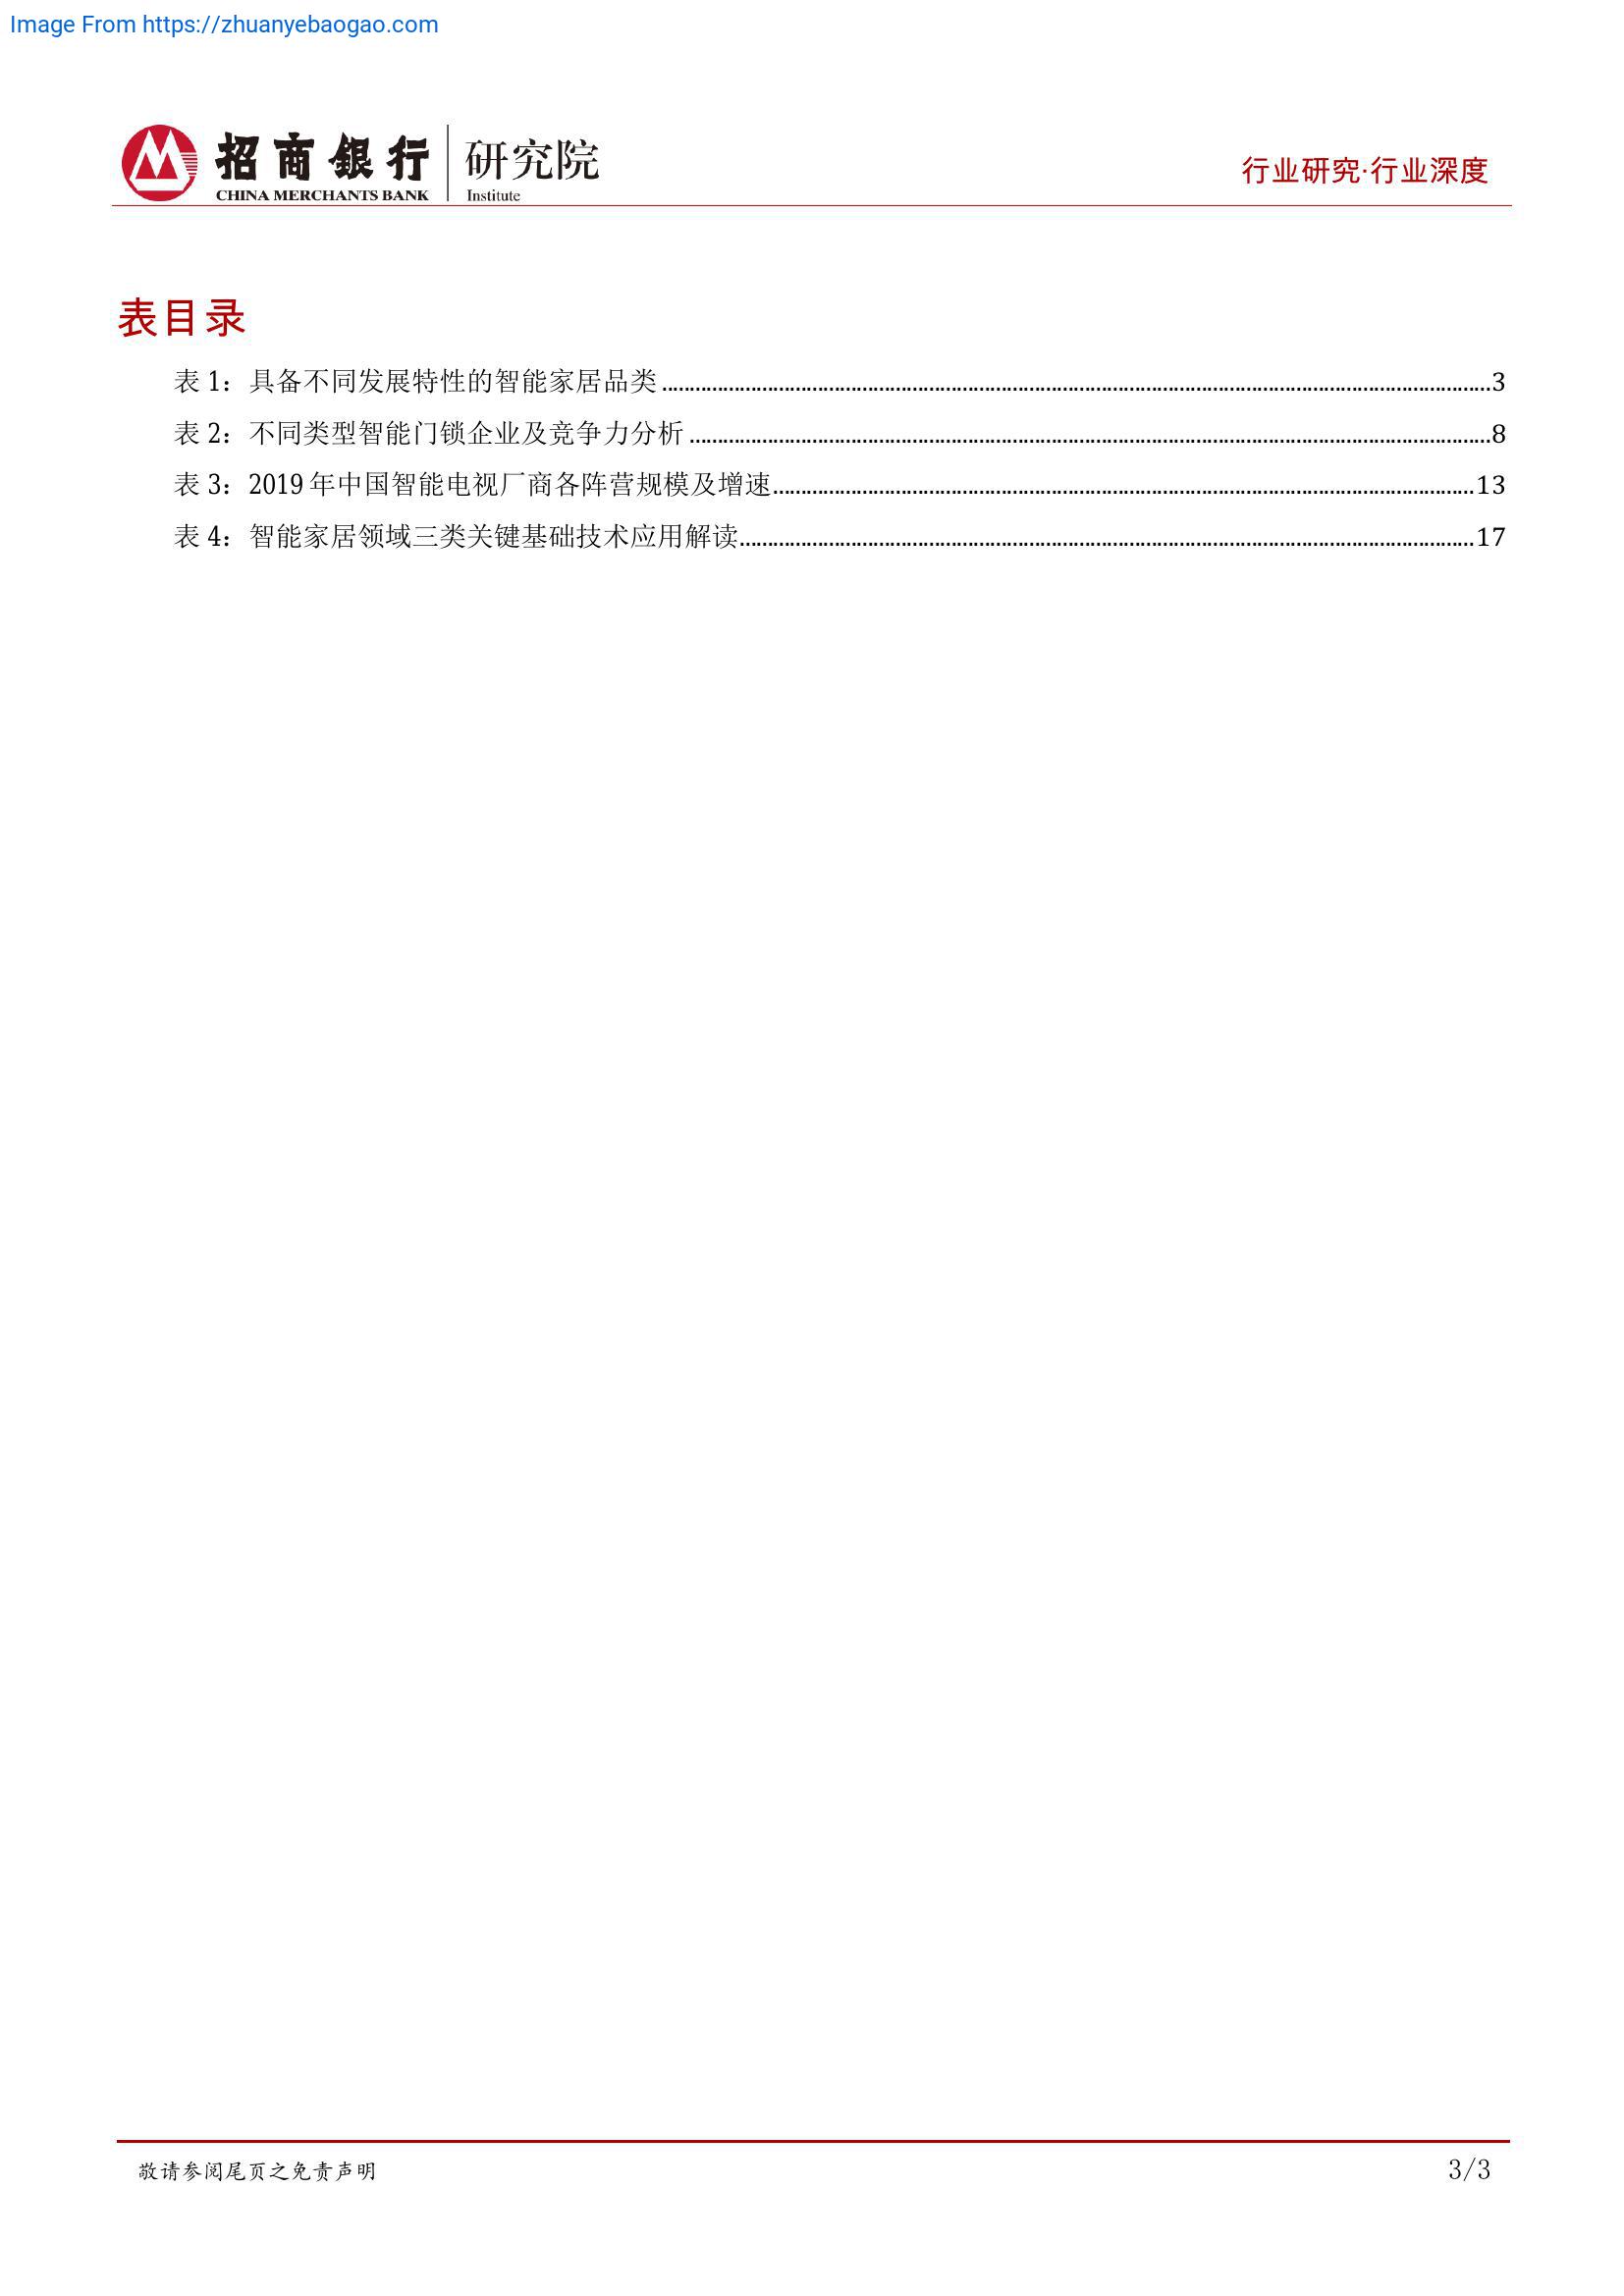 Image From https://zhuanyebaogao.com
招商銀行
CHINA MERCHANTS BANK
研究院
Institute
行业研究·行业深度
表目录
表 1：具备不同发展特性的智能家居品类........................................3
表 2：不同类型智能门锁企业及竞争力分析........................................8
表 3：2019 年中国智能电视厂商各阵营规模及增速........................................13
表 4：智能家居领域三类关键基础技术应用解读........................................17
敬请参阅尾页之免责声明
3/3